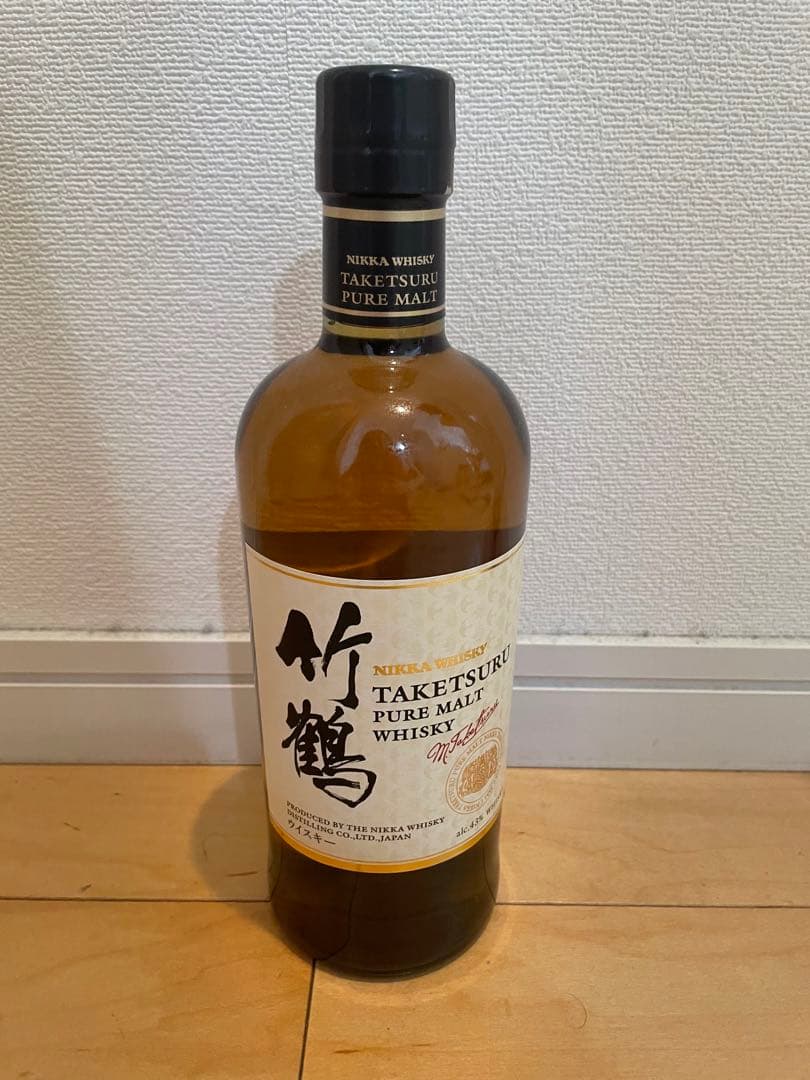 NIKKA WHISKY
TAKETSURU
PURE MALT
竹鶴
NIKKA WHISKY
TAKETSURU
PURE MALT
WHISKY
M Taketsuru
PRODUCED BY THE NIKKA WHISKY
DISTILLING CO.,LTD.,JAPAN
ウイスキー
alc.43%